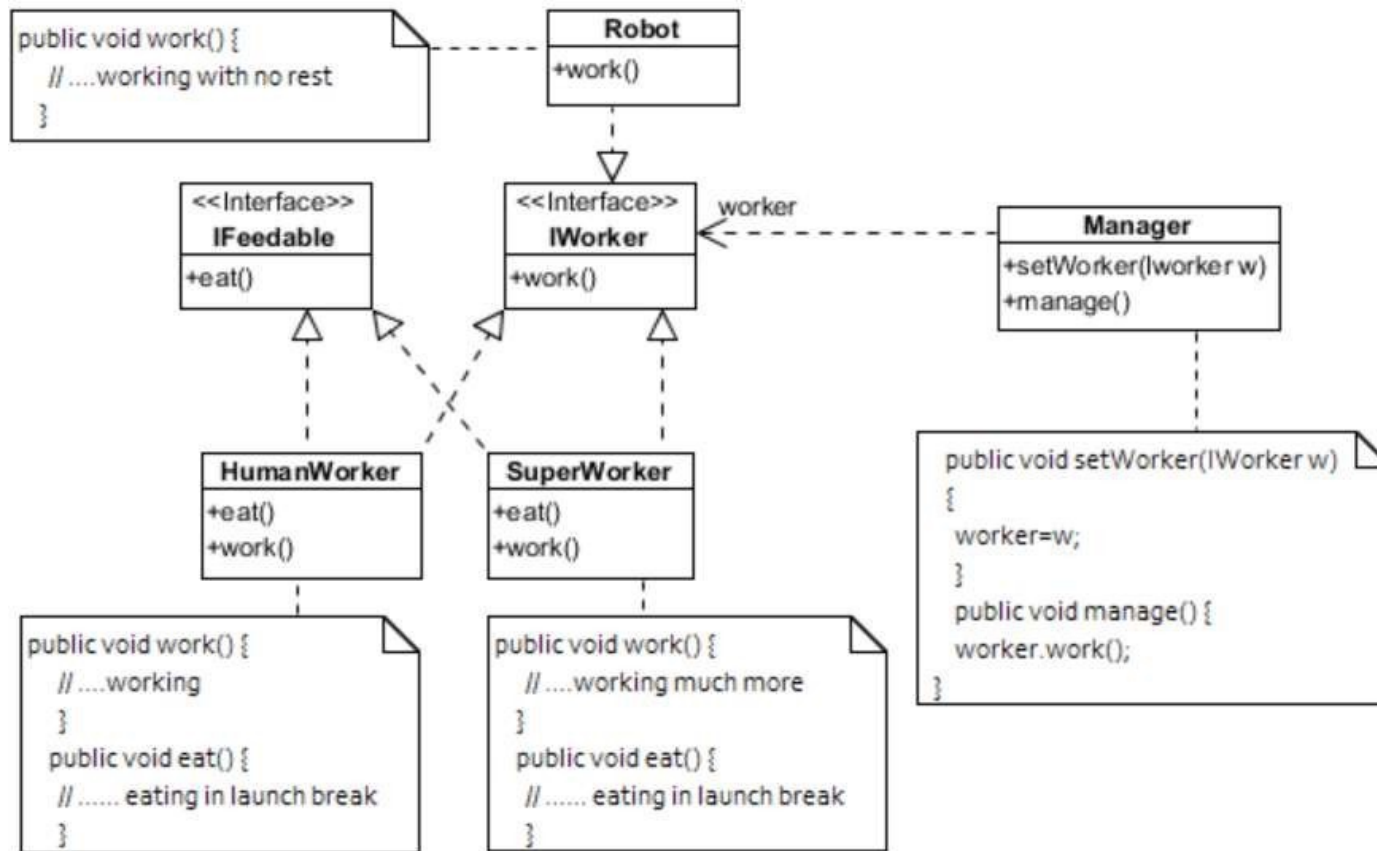 public void work() {
// ....working with no rest
}
Robot
+work()
<<Interface>>
IFeedable
+eat()
<<Interface>>
IWorker
+work()
worker
Manager
+setWorker(Iworker w)
+manage()
HumanWorker
+eat()
+work()
SuperWorker
+eat()
+work()
public void setWorker(IWorker w)
{
worker=w;
}
public void manage() {
worker.work();
}
public void work() {
// ....working
}
public void eat() {
// ...... eating in launch break
}
public void work() {
// ....working much more
}
public void eat() {
// ...... eating in launch break
}